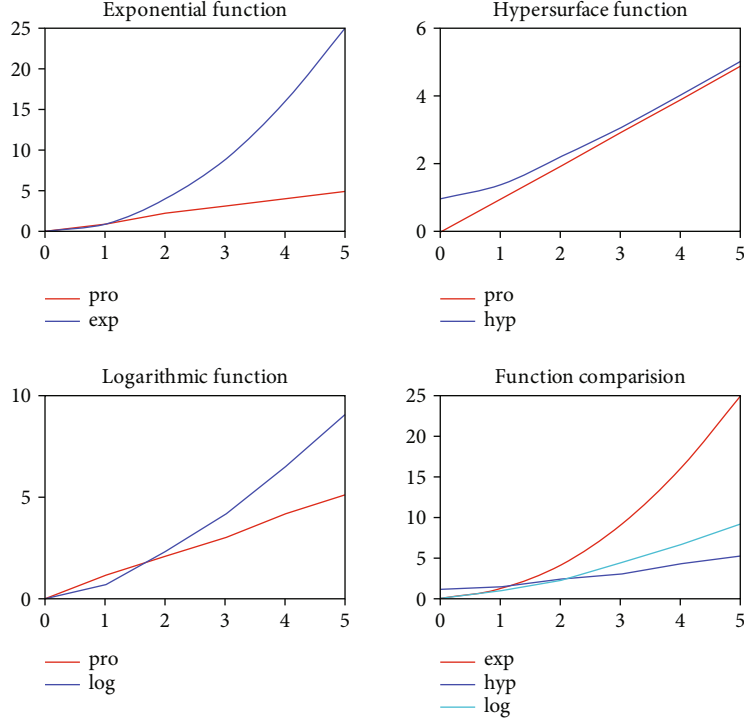 Exponential function
25
20
15
10
5
0
0 1 2 3 4 5
pro
exp
Hypersurface function
6
4
2
0
0 1 2 3 4 5
pro
hyp
Logarithmic function
10
5
0
0 1 2 3 4 5
pro
log
Function comparision
25
20
15
10
5
0
0 1 2 3 4 5
exp
hyp
log